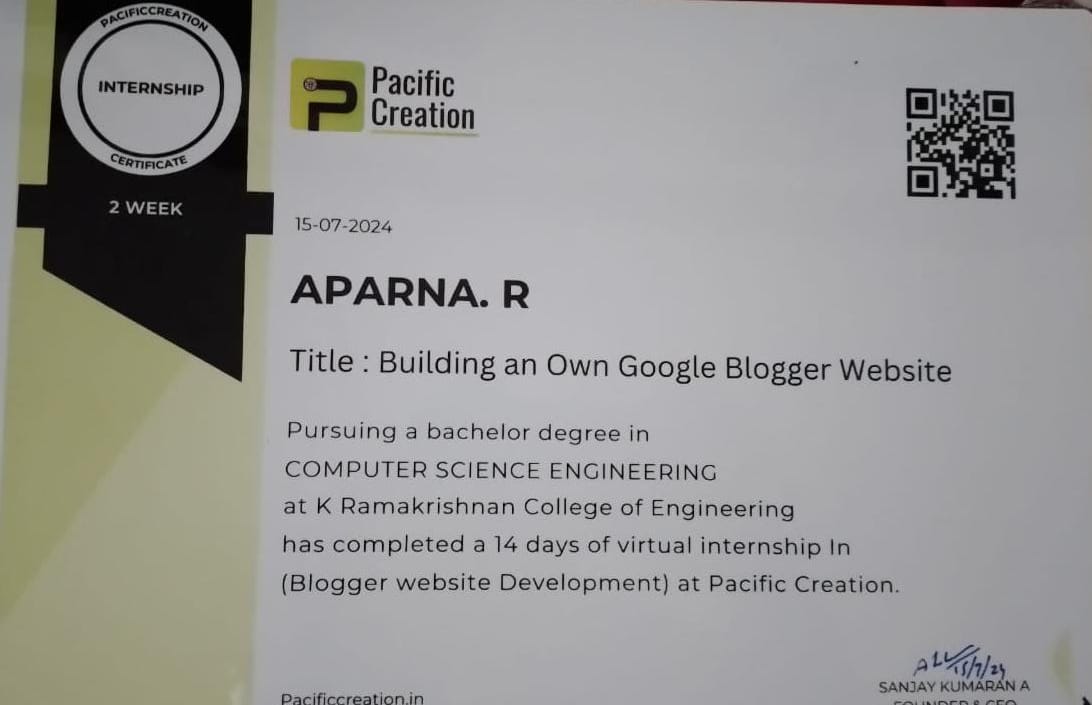 PACIFICCREATION
INTERNSHIP
CERTIFICATE
2 WEEK
Pacific
Creation
15-07-2024
APARNA. R
Title : Building an Own Google Blogger Website
Pursuing a bachelor degree in
COMPUTER SCIENCE ENGINEERING
at K Ramakrishnan College of Engineering
has completed a 14 days of virtual internship In
(Blogger website Development) at Pacific Creation.
15/7/24
SANJAY KUMARAN A
FOUNDER & CEO
Pacificcreation.in